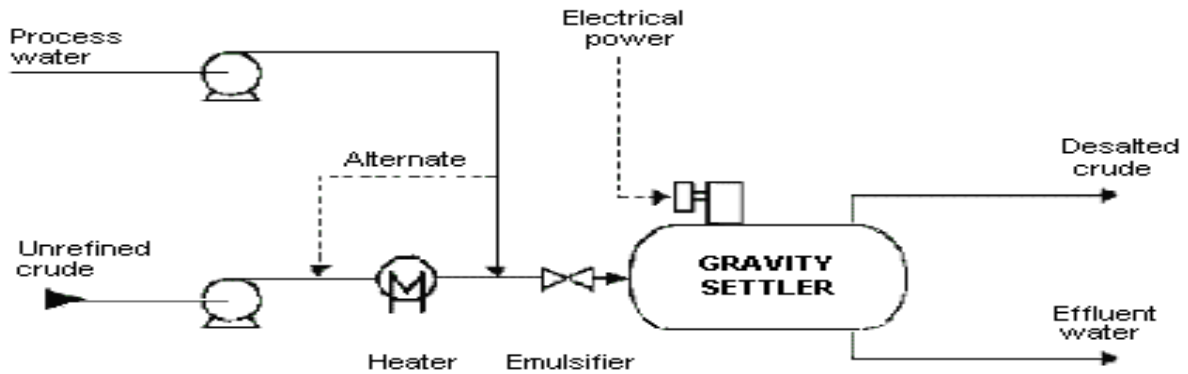 Electrical
power
Process
water
Alternate
Desalted
crude
Unrefined
crude
GRAVITY
SETTLER
Effluent
water
Heater
Emulsifier